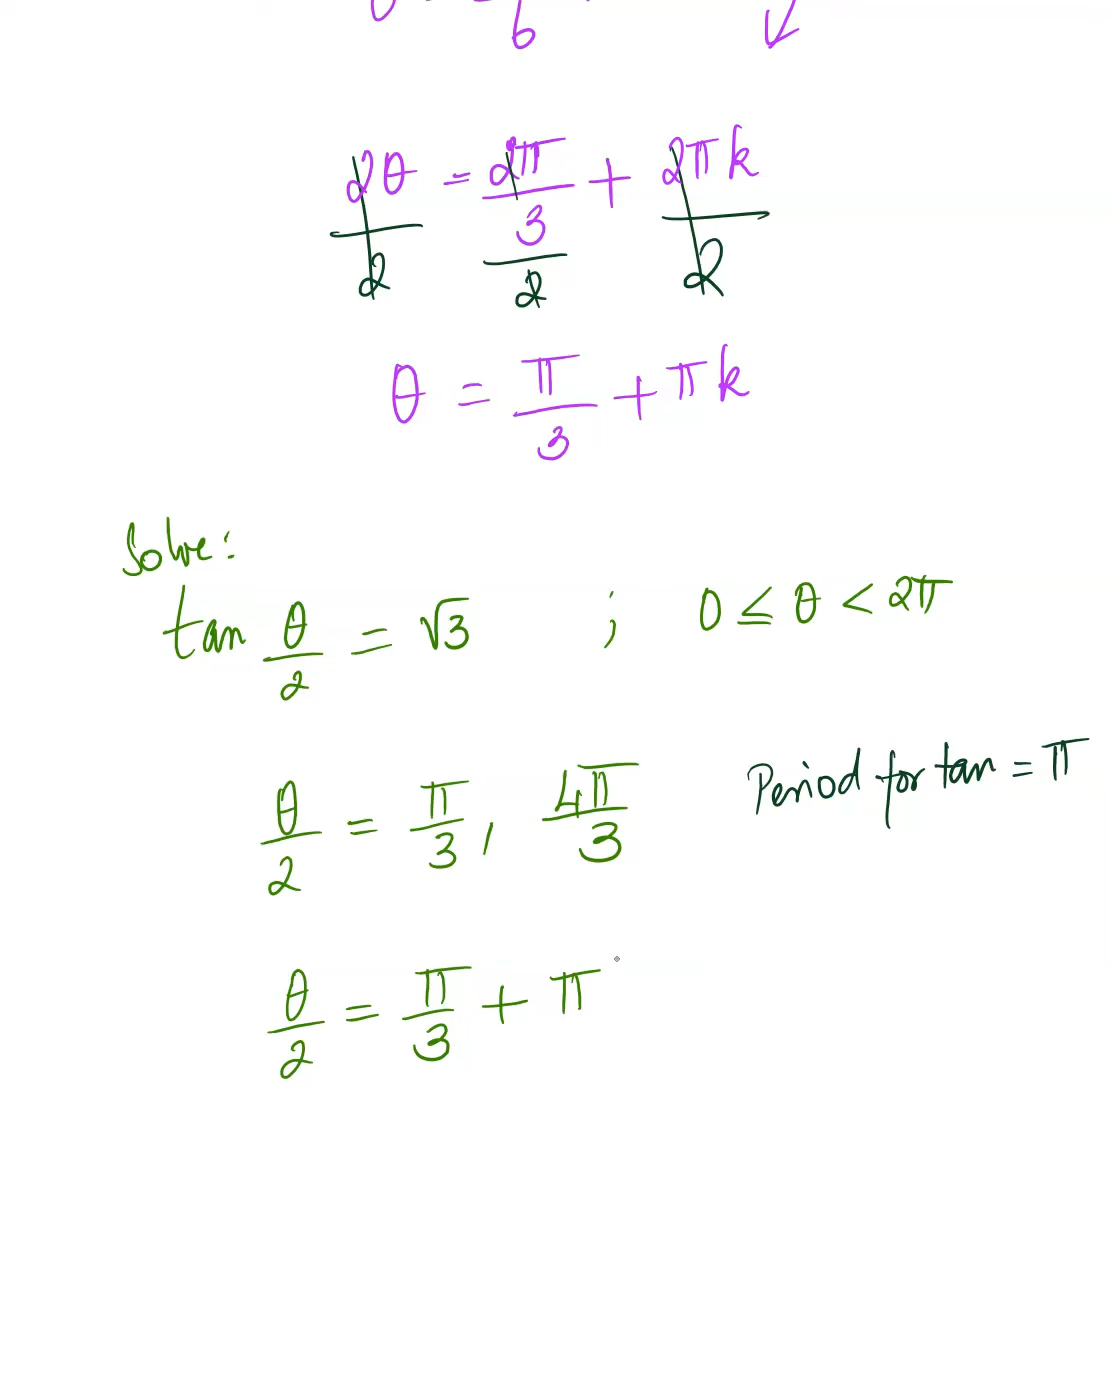 6
2θ/2 = 2π/3/2 + 2πk/2
θ = π/3 + πk
Solve:
tan θ/2 = √3 ; 0 ≤ θ < 2π
θ/2 = π/3, 4π/3
Period for tan = π
θ/2 = π/3 + π